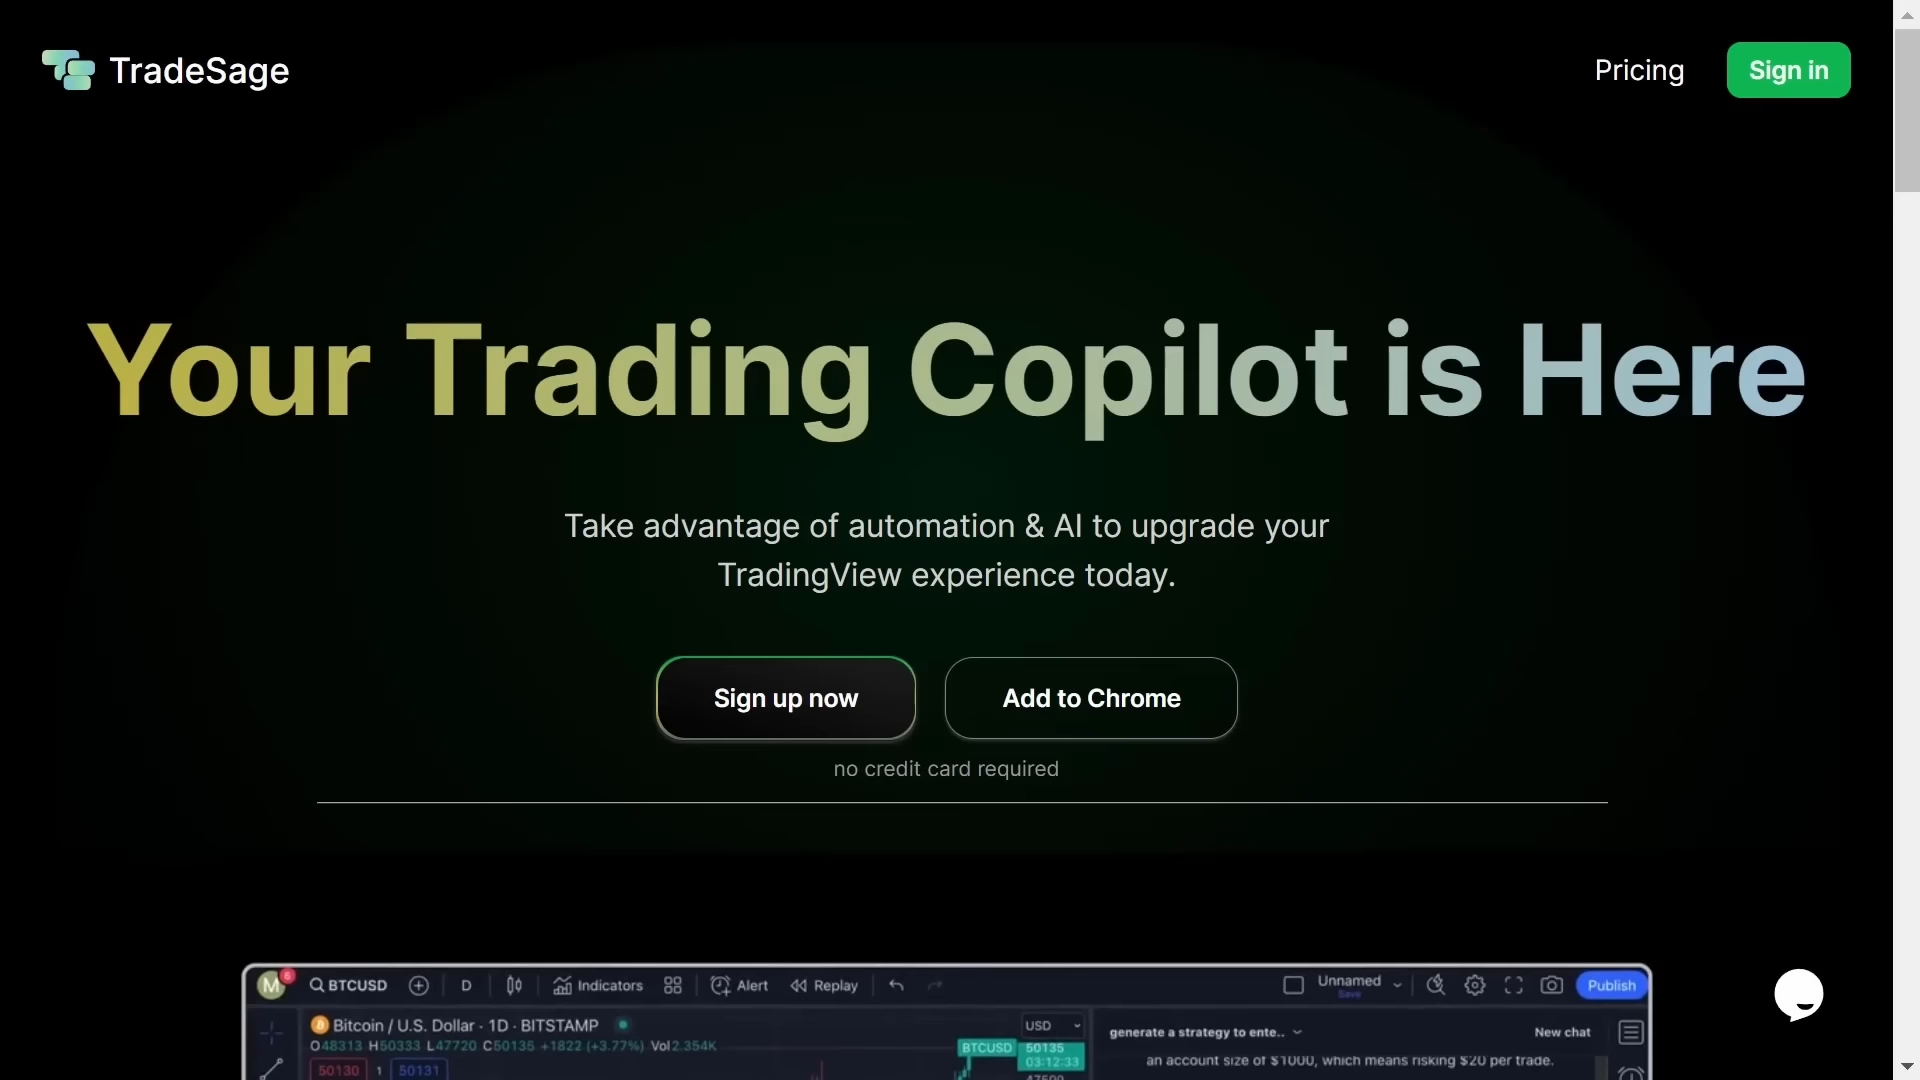 TradeSage
Pricing
Sign in
Your Trading Copilot is Here
Take advantage of automation & AI to upgrade your
TradingView experience today.
Sign up now
Add to Chrome
no credit card required
M 6 BTCUSD D Indicators Alert Replay Unnamed Save Publish
Bitcoin / U.S. Dollar · 1D · BITSTAMP
USD
generate a strategy to ente..
New chat
O48313 H50333 L47720 C50135 +1822 (+3.77%) Vol2.354K
BTCUSD 50135
03:12:33
an account size of $1000, which means risking $20 per trade.
50130 1 50131
47500